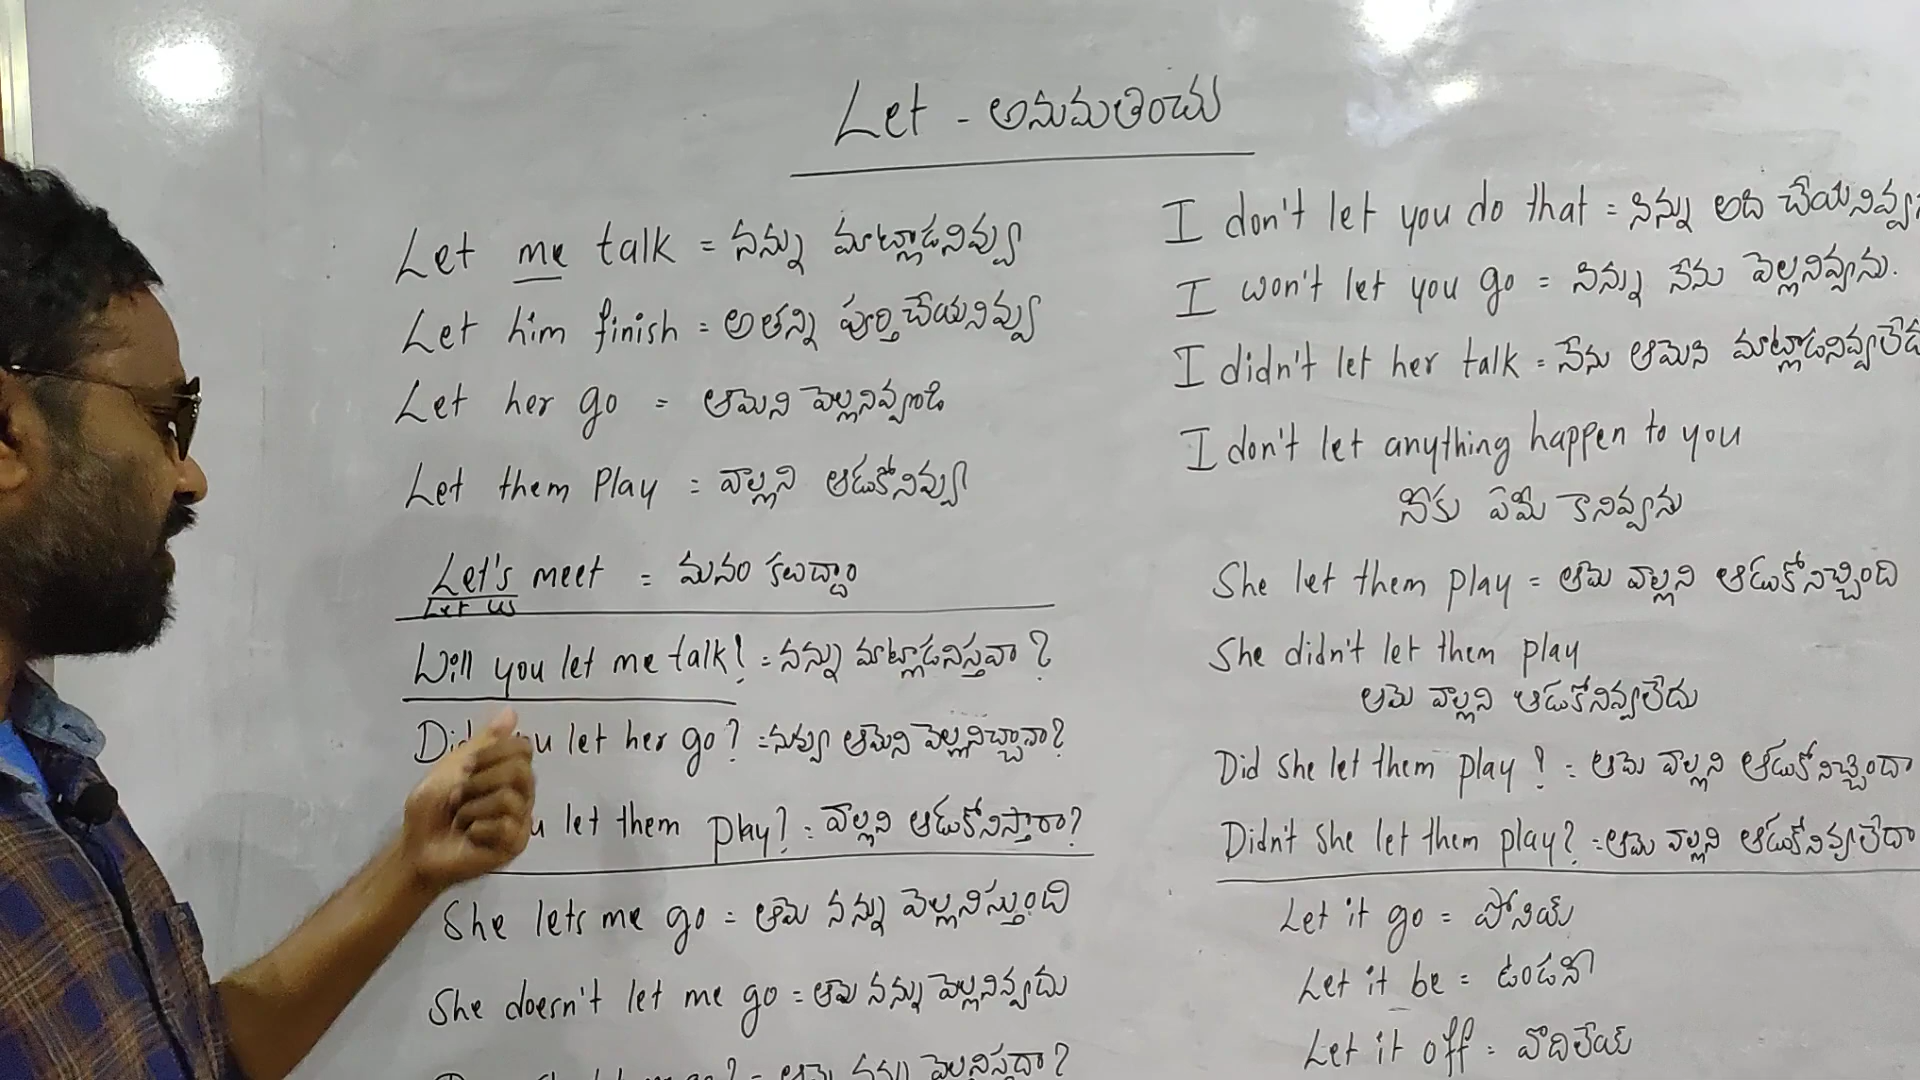 Let - అనుమతించు
Let me talk = నన్ను మాట్లాడనివ్వు
Let him finish = అతన్ని పూర్తి చేయనివ్వు
Let her go = ఆమెని వెల్లనివ్వండి
Let them Play = వాల్లని ఆడుకోనివ్వు
Let's meet = మనం కలుద్దాం
Let us
Will you let me talk! = నన్ను మాట్లాడనిస్తవా ?
Did let her go? = నువ్వు ఆమెని వెల్లనిచ్చావా?
let them play? = వాల్లని ఆడుకోనిస్తారా?
She lets me go = ఆమె నన్ను వెల్లనిస్తుంది
She doesn't let me go = ఆమె నన్ను వెల్లనివ్వదు
I don't let you do that = నిన్ను అది
I won't let you go = నిన్ను నేను వెల్లనివ్వను.
I didn't let her talk = నేను ఆమెని
I don't let anything happen to you
నీకు ఏమీ కానివ్వను
She let them play = ఆమె వాల్లని ఆడుకోనిచ్చింది
She didn't let them play
ఆమె వాల్లని ఆడుకోనివ్వలేదు
Did She let them play ! = ఆమె వాల్లని ఆడుకోనిచ్చిందా
Didn't She let them play? = ఆమె వాల్లని ఆడుకోనివ్వలేదా
Let it go = పోనియ్
Let it be = ఉండనీ
Let it off = వొదిలేయ్